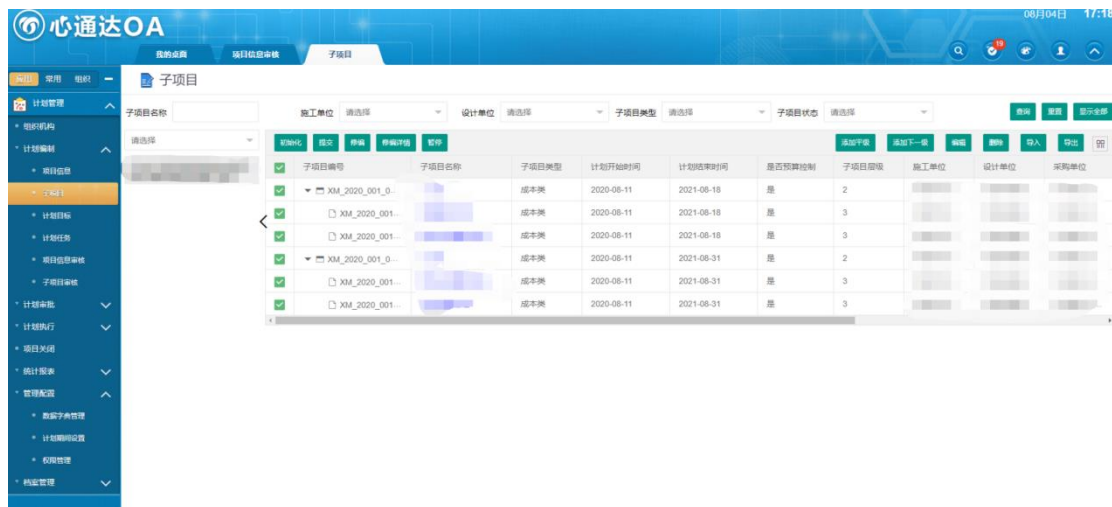 心通达OA
08月04日 17:18
我的桌面 项目信息审核 子项目
19
应用 常用 组织
子项目
计划管理
组织机构
计划编制
项目信息
子项目
计划目标
计划任务
项目信息审核
子项目审核
计划审批
计划执行
项目关闭
统计报表
管理配置
数据字典管理
计划期间设置
权限管理
档案管理
子项目名称 施工单位 请选择 设计单位 请选择 子项目类型 请选择 子项目状态 请选择 查询 重置 显示全部
请选择
初始化 提交 修编 修编详情 暂停 添加平级 添加下一级 编辑 删除 导入 导出
子项目编号 子项目名称 子项目类型 计划开始时间 计划结束时间 是否预算控制 子项目层级 施工单位 设计单位 采购单位
XM_2020_001_0... 成本类 2020-08-11 2021-08-18 是 2
XM_2020_001... 成本类 2020-08-11 2021-08-18 是 3
XM_2020_001... 成本类 2020-08-11 2021-08-18 是 3
XM_2020_001_0... 成本类 2020-08-11 2021-08-31 是 2
XM_2020_001... 成本类 2020-08-11 2021-08-31 是 3
XM_2020_001... 成本类 2020-08-11 2021-08-31 是 3